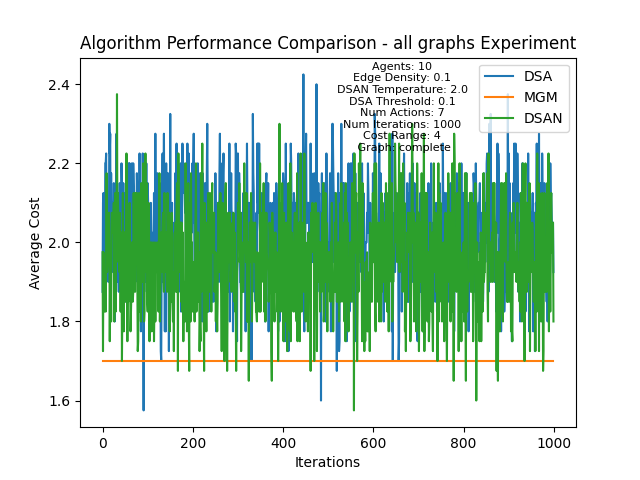 Algorithm Performance Comparison - all graphs Experiment
Agents: 10
Edge Density: 0.1
DSAN Temperature: 2.0
DSA Threshold: 0.1
Num Actions: 7
Num Iterations: 1000
Cost Range: 4
Graph: complete
DSA
MGM
DSAN
Average Cost
2.4
2.2
2.0
1.8
1.6
0
200
400
600
800
1000
Iterations